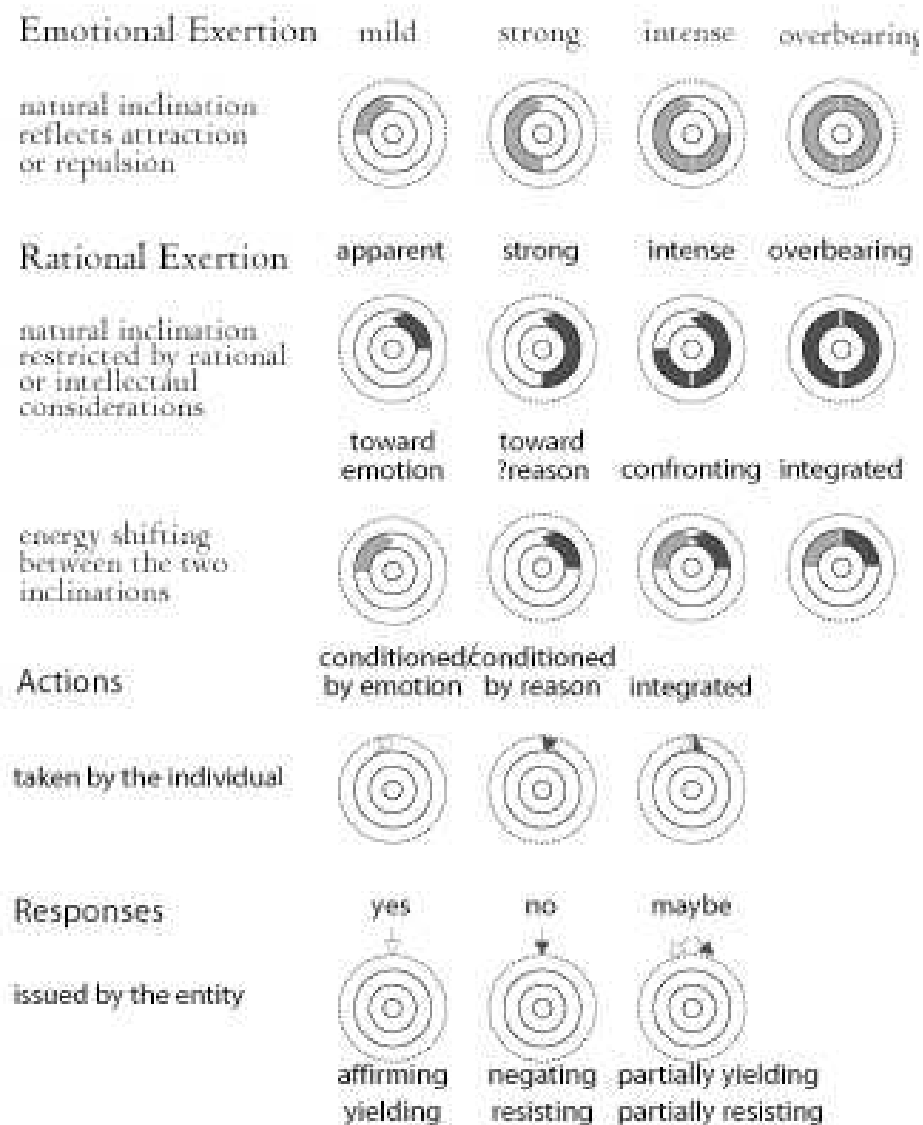 Emotional Exertion mild strong intense overbearing
natural inclination
reflects attraction
or repulsion
Rational Exertion apparent strong intense overbearing
natural inclination
restricted by rational
or intellectául
considerations
toward toward
emotion ?reason confronting integrated
energy shifting
between the two
inclinations
conditioned/conditioned
Actions by emotion by reason integrated
taken by the individual
Responses yes no maybe
issued by the entity
affirming negating partially yielding
yielding resisting partially resisting